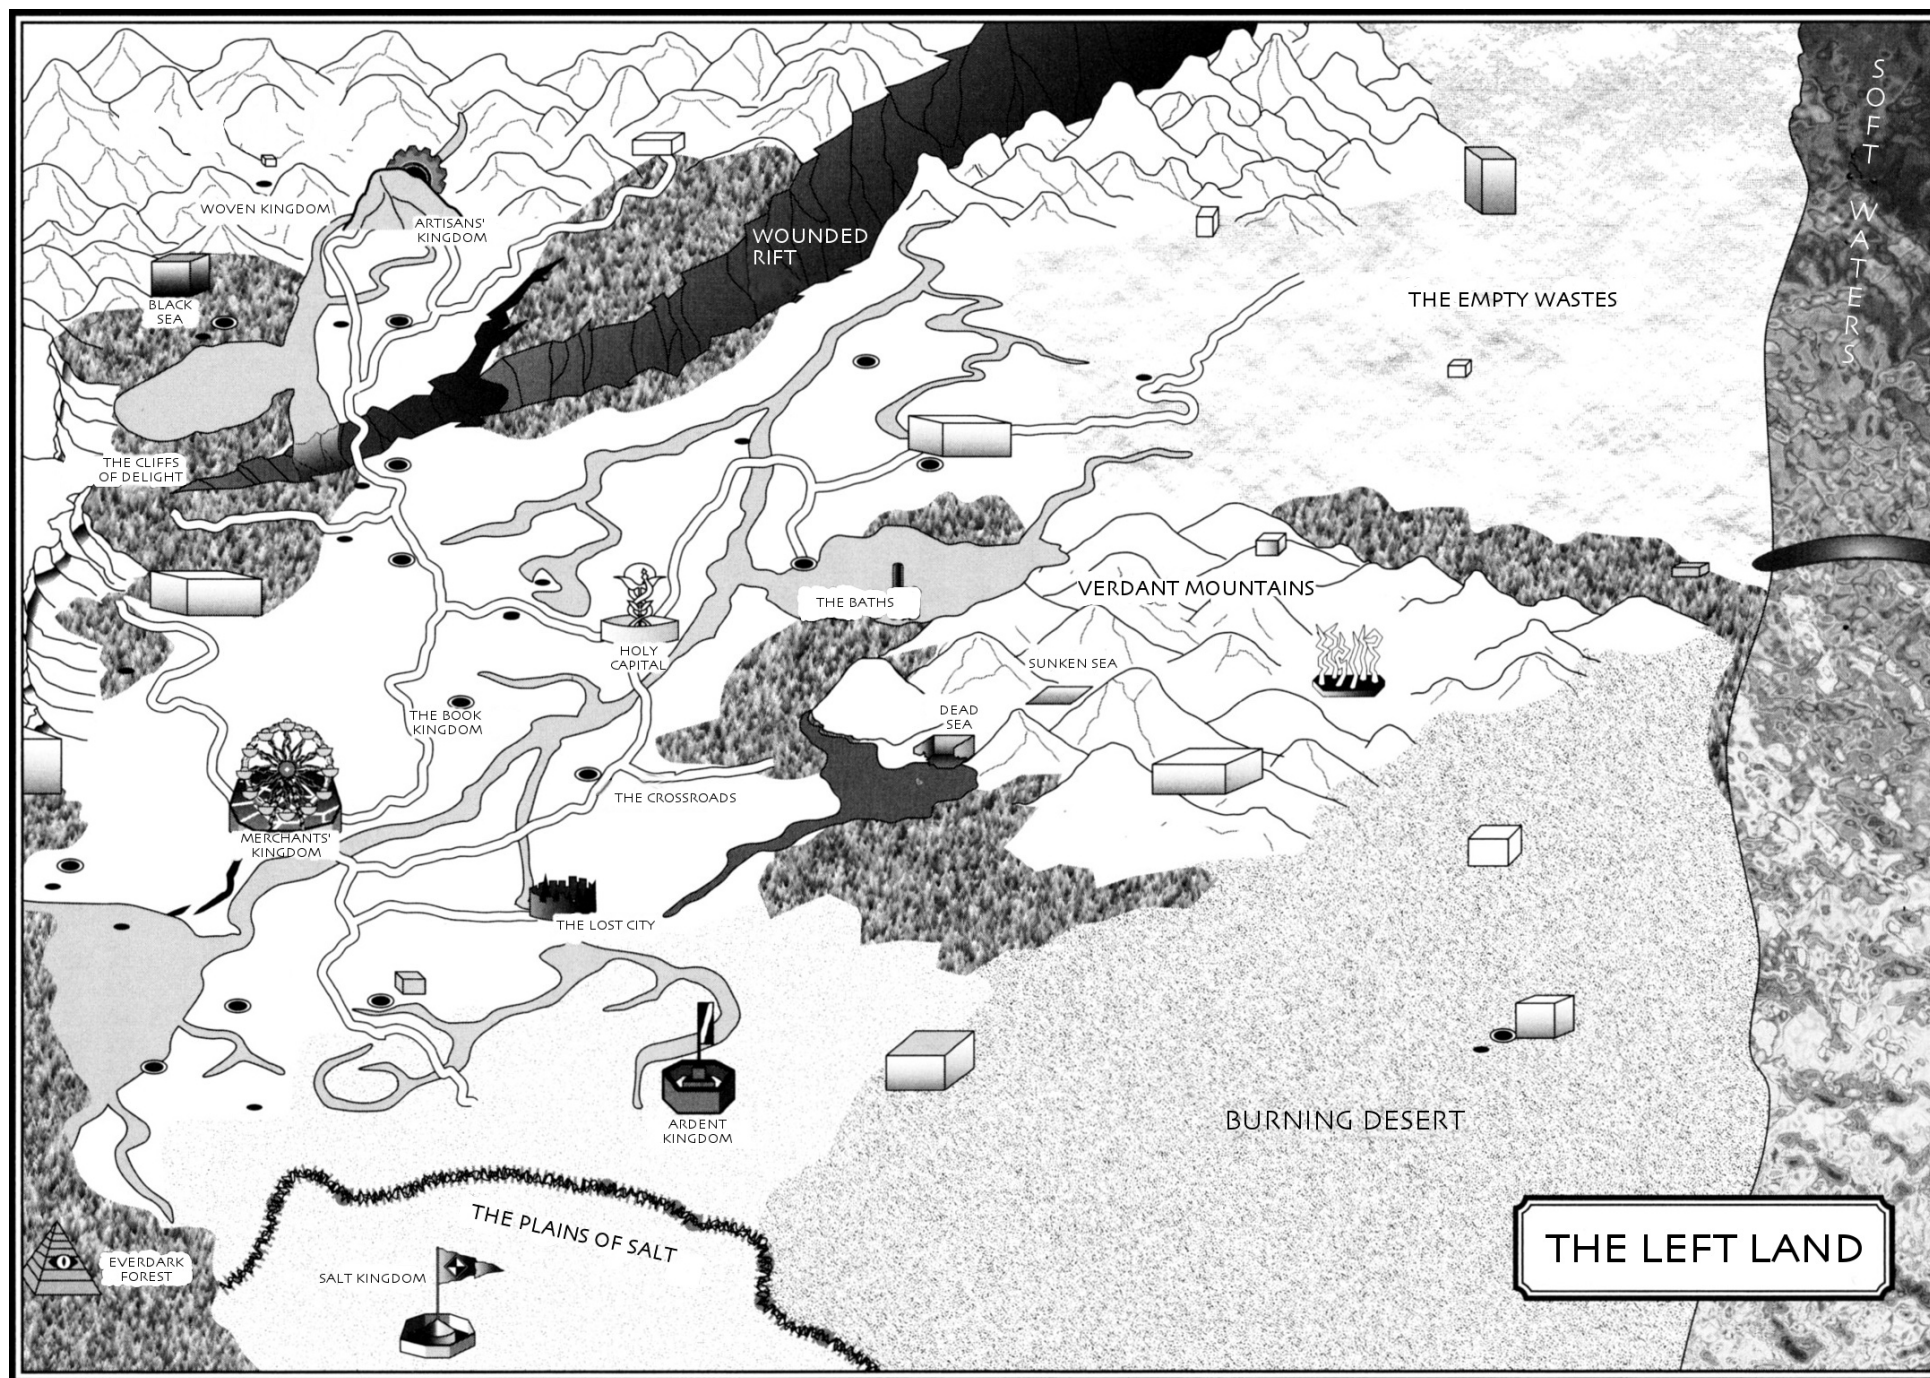 SOFT WATERS
WOVEN KINGDOM
ARTISANS'
KINGDOM
WOUNDED
RIFT
BLACK
SEA
THE EMPTY WASTES
THE CLIFFS
OF DELIGHT
THE BATHS
VERDANT MOUNTAINS
HOLY
CAPITAL
SUNKEN SEA
THE BOOK
KINGDOM
DEAD
SEA
THE CROSSROADS
MERCHANTS'
KINGDOM
THE LOST CITY
ARDENT
KINGDOM
BURNING DESERT
THE PLAINS OF SALT
THE LEFT LAND
EVERDARK
FOREST
SALT KINGDOM